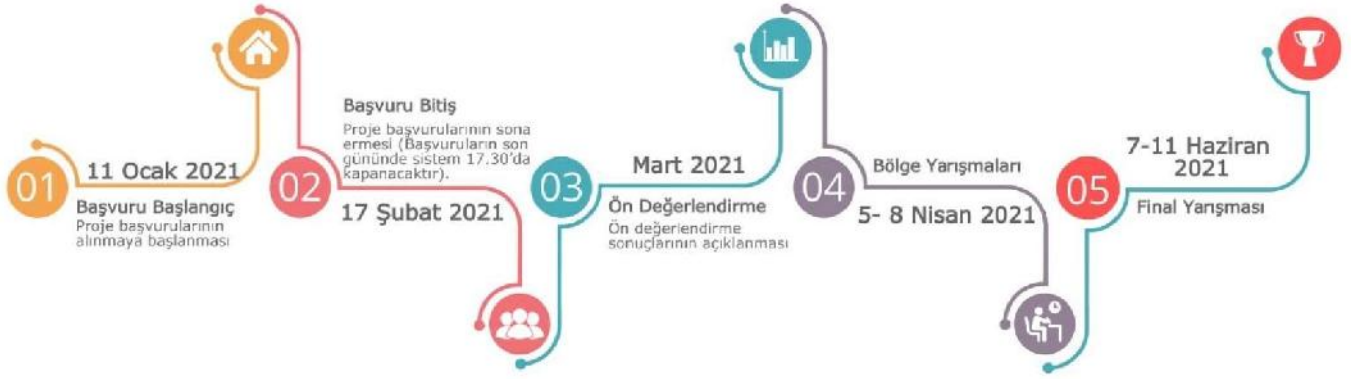 01
11 Ocak 2021
Başvuru Başlangıç
Proje başvurularının
alınmaya başlanması
02
Başvuru Bitiş
Proje başvurularının sona
ermesi (Başvuruların son
gününde sistem 17.30'da
kapanacaktır).
17 Şubat 2021
03
Mart 2021
Ön Değerlendirme
Ön değerlendirme
sonuçlarının açıklanması
04
Bölge Yarışmaları
5- 8 Nisan 2021
05
7-11 Haziran
2021
Final Yarışması